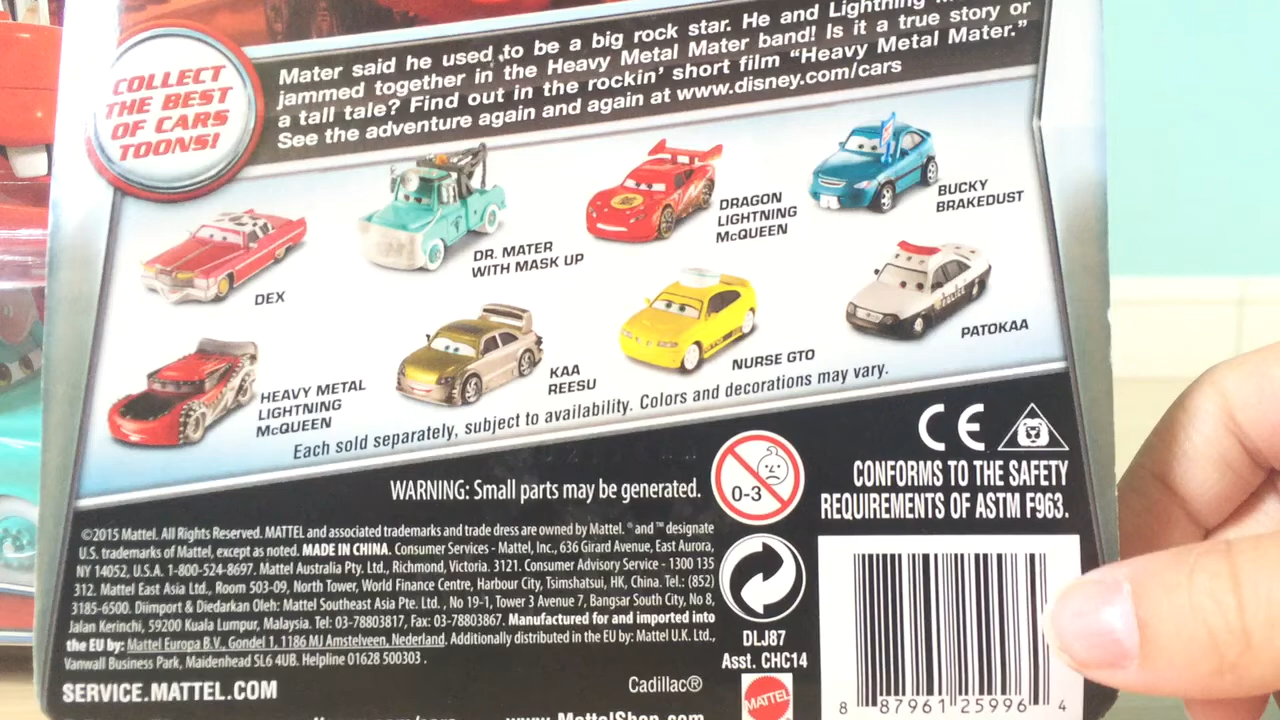 COLLECT
THE BEST
OF CARS
TOONS!
Mater said he used to be a big rock star. He and Lightning
jammed together in the Heavy Metal Mater band! Is it a true story or
a tall tale? Find out in the rockin' short film “Heavy Metal Mater.”
See the adventure again and again at www.disney.com/cars
DEX
DR. MATER
WITH MASK UP
DRAGON
LIGHTNING
McQUEEN
BUCKY
BRAKEDUST
HEAVY METAL
LIGHTNING
McQUEEN
KAA
REESU
NURSE GTO
PATOKAA
Each sold separately, subject to availability. Colors and decorations may vary.
WARNING: Small parts may be generated.
0-3
CE
CONFORMS TO THE SAFETY
REQUIREMENTS OF ASTM F963.
©2015 Mattel. All Rights Reserved. MATTEL and associated trademarks and trade dress are owned by Mattel. ® and ™ designate
U.S. trademarks of Mattel, except as noted. MADE IN CHINA. Consumer Services - Mattel, Inc., 636 Girard Avenue, East Aurora,
NY 14052, U.S.A. 1-800-524-8697. Mattel Australia Pty. Ltd., Richmond, Victoria. 3121. Consumer Advisory Service - 1300 135
312. Mattel East Asia Ltd., Room 503-09, North Tower, World Finance Centre, Harbour City, Tsimshatsui, HK, China. Tel.: (852)
3185-6500. Diimport & Diedarkan Oleh: Mattel Southeast Asia Pte. Ltd. , No 19-1, Tower 3 Avenue 7, Bangsar South City, No 8,
Jalan Kerinchi, 59200 Kuala Lumpur, Malaysia. Tel: 03-78803817, Fax: 03-78803867. Manufactured for and imported into
the EU by: Mattel Europa B.V., Gondel 1, 1186 MJ Amstelveen, Nederland. Additionally distributed in the EU by: Mattel U.K. Ltd.,
Vanwall Business Park, Maidenhead SL6 4UB. Helpline 01628 500303 .
DLJ87
Asst. CHC14
SERVICE.MATTEL.COM
Cadillac®
MATTEL
8 87961 25996 4
www.MattelShop.com